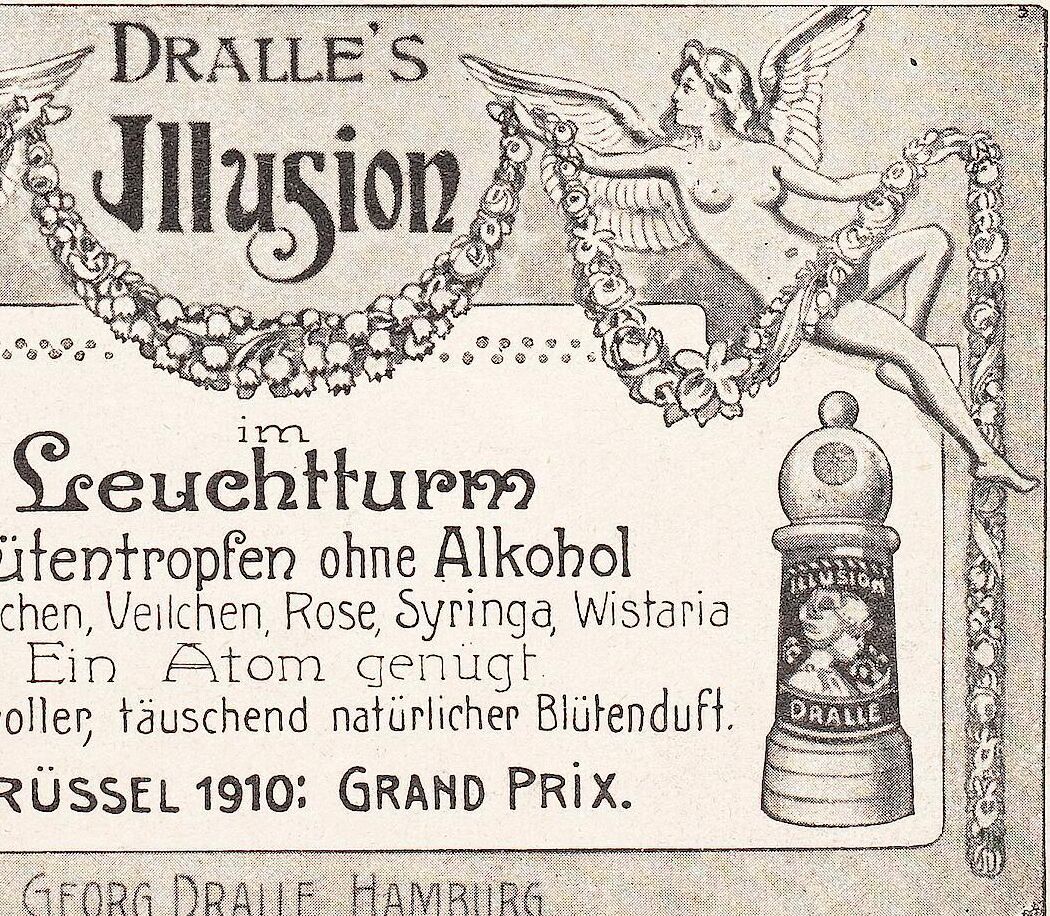 DRALLE'S
Illusion
im
Leuchtturm
ütentropfen ohne Alkohol
chen, Veilchen, Rose, Syringa, Wistaria
Ein Atom genügt.
oller, täuschend natürlicher Blütenduft.
RÜSSEL 1910: GRAND PRIX.
ILLUSION
DRALLE
GEORG DRALLE HAMBURG